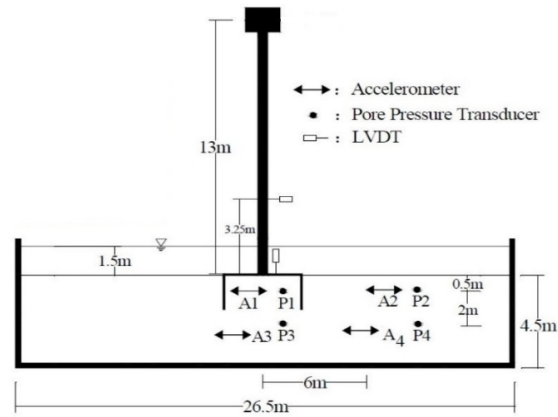 : Accelerometer
: Pore Pressure Transducer
: LVDT
13m
3.25m
1.5m
0.5m
A1 P1 A2 P2
2m
A3 P3 A4 P4
4.5m
6m
26.5m